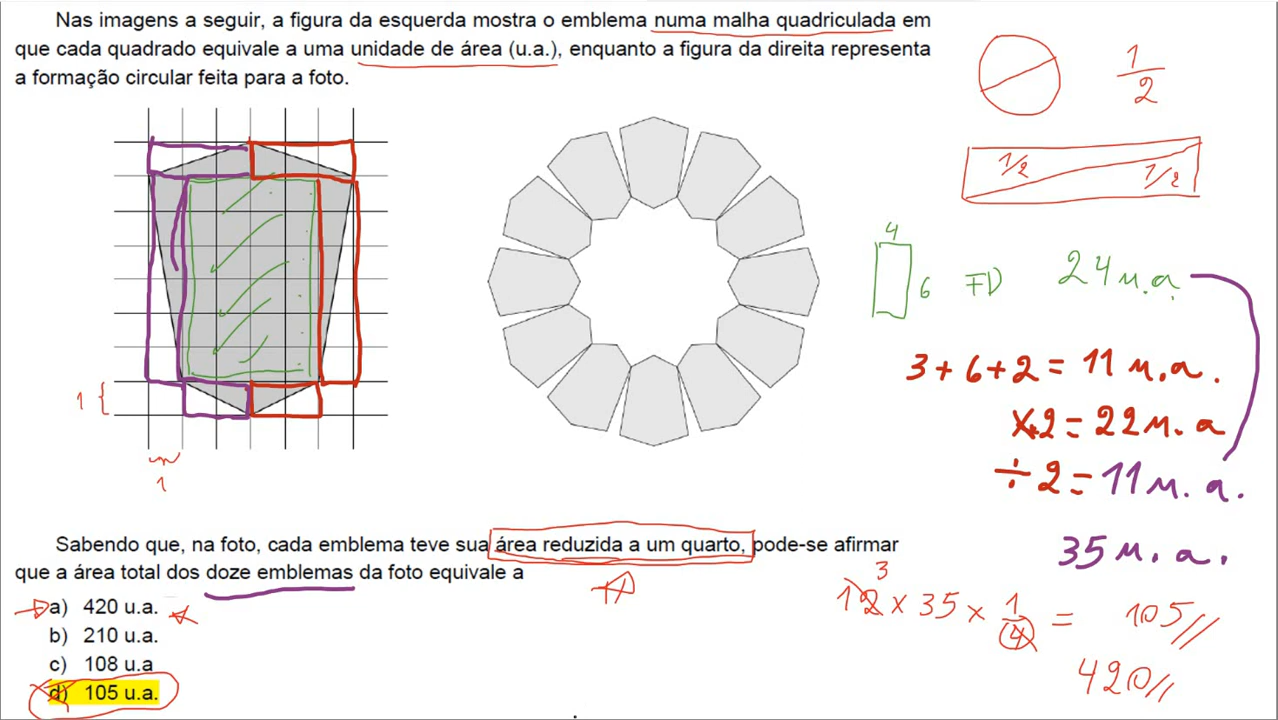 Nas imagens a seguir, a figura da esquerda mostra o emblema numa malha quadriculada em
que cada quadrado equivale a uma unidade de área (u.a.), enquanto a figura da direita representa
a formação circular feita para a foto.
1/2
1/2 1/2
4
6 24 u.a.
3+6+2=11 u.a.
x2=22 u.a
÷2=11 u.a.
1
1
35 u.a.
Sabendo que, na foto, cada emblema teve sua área reduzida a um quarto, pode-se afirmar
que a área total dos doze emblemas da foto equivale a
3
12 x 35 x 1/4 = 105
420
a) 420 u.a.
b) 210 u.a.
c) 108 u.a
d) 105 u.a.